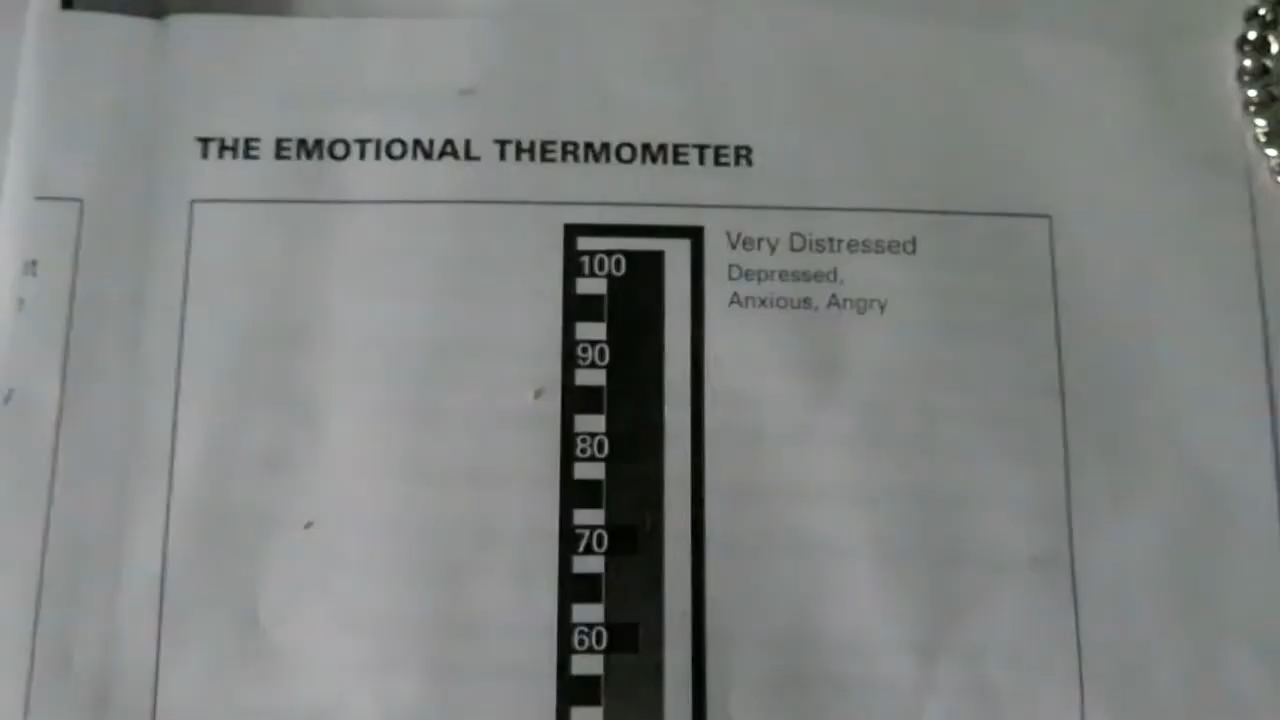 THE EMOTIONAL THERMOMETER
Very Distressed
Depressed,
Anxious, Angry
100
90
80
70
60